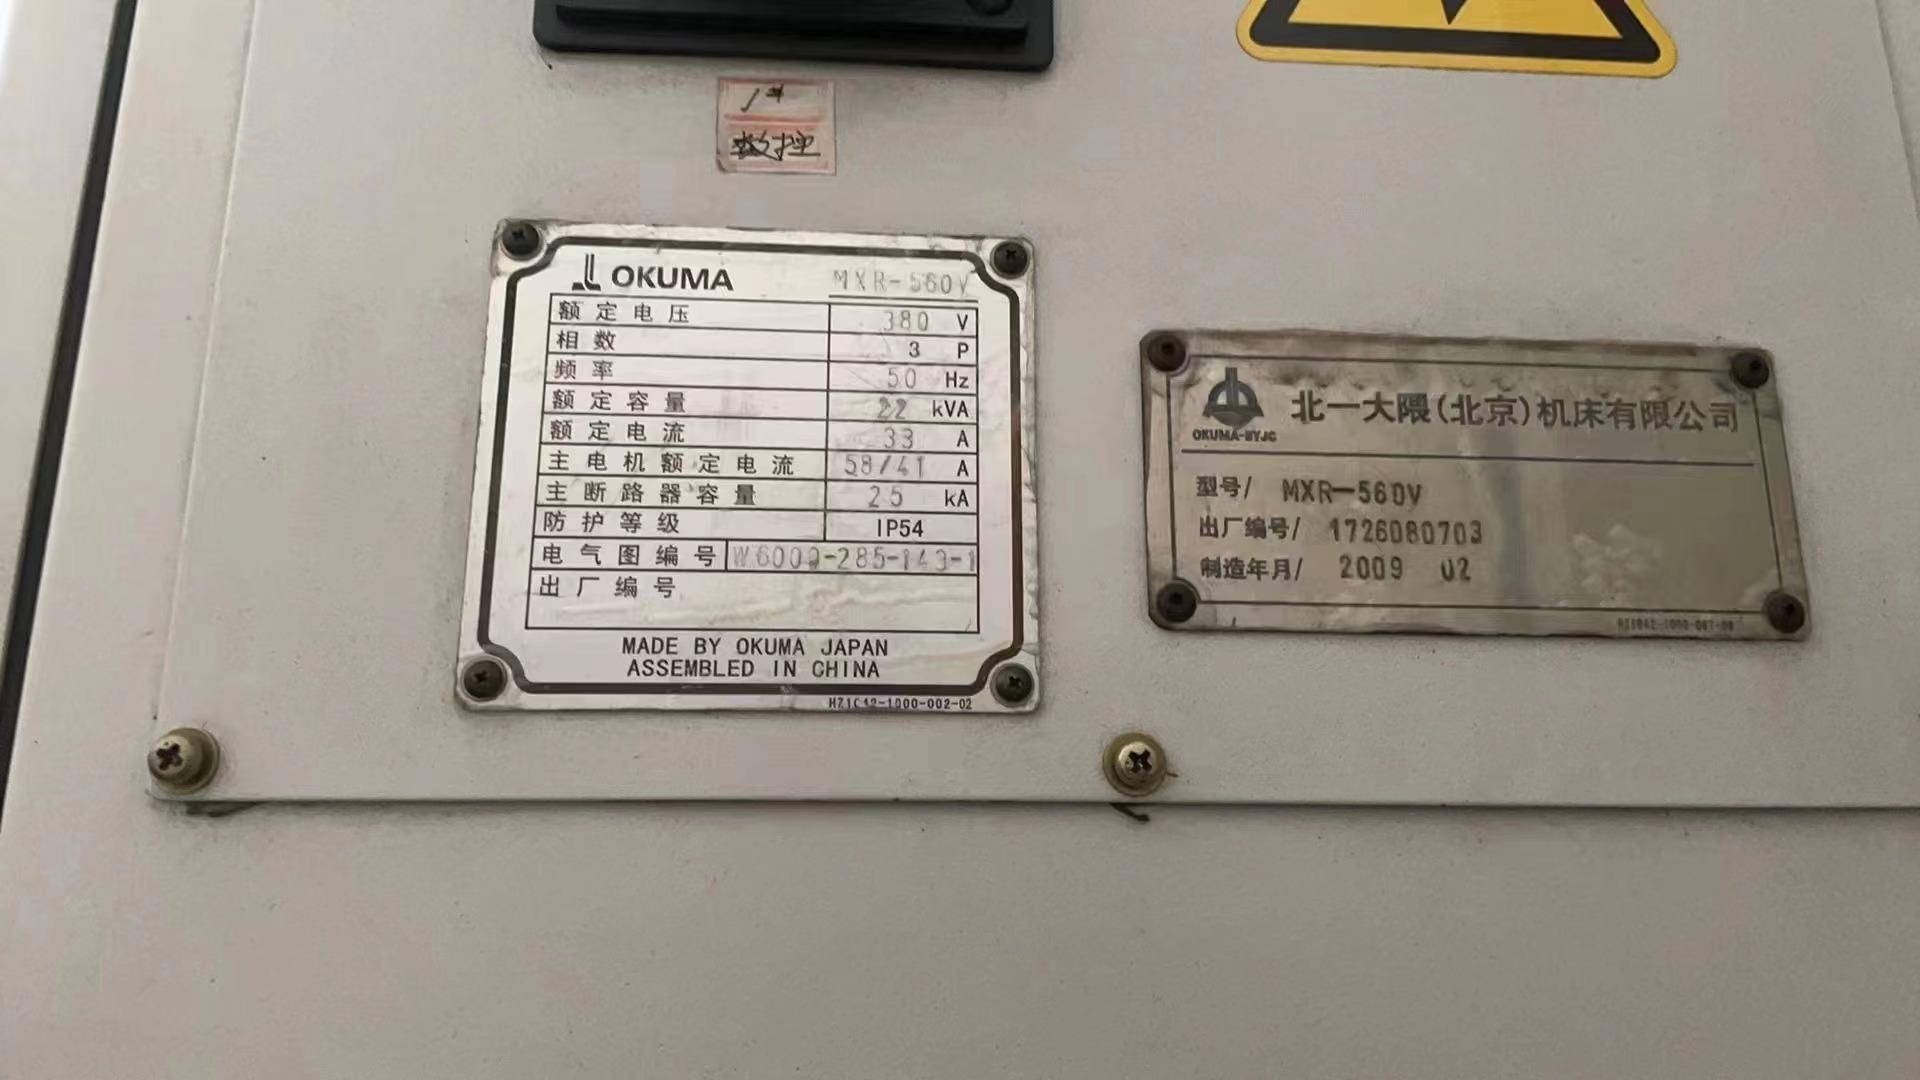 1#
数控
OKUMA MXR-560V
额定电压 380 V
相数 3 P
频率 50 Hz
额定容量 22 kVA
额定电流 33 A
主电机额定电流 58/41 A
主断路器容量 25 kA
防护等级 IP54
电气图编号 W6009-285-143-1
出厂编号
MADE BY OKUMA JAPAN
ASSEMBLED IN CHINA
HZ1C42-1000-002-02
OKUMA-BYJC 北一大隈(北京)机床有限公司
型号/ MXR-560V
出厂编号/ 1726080703
制造年月/ 2009 02